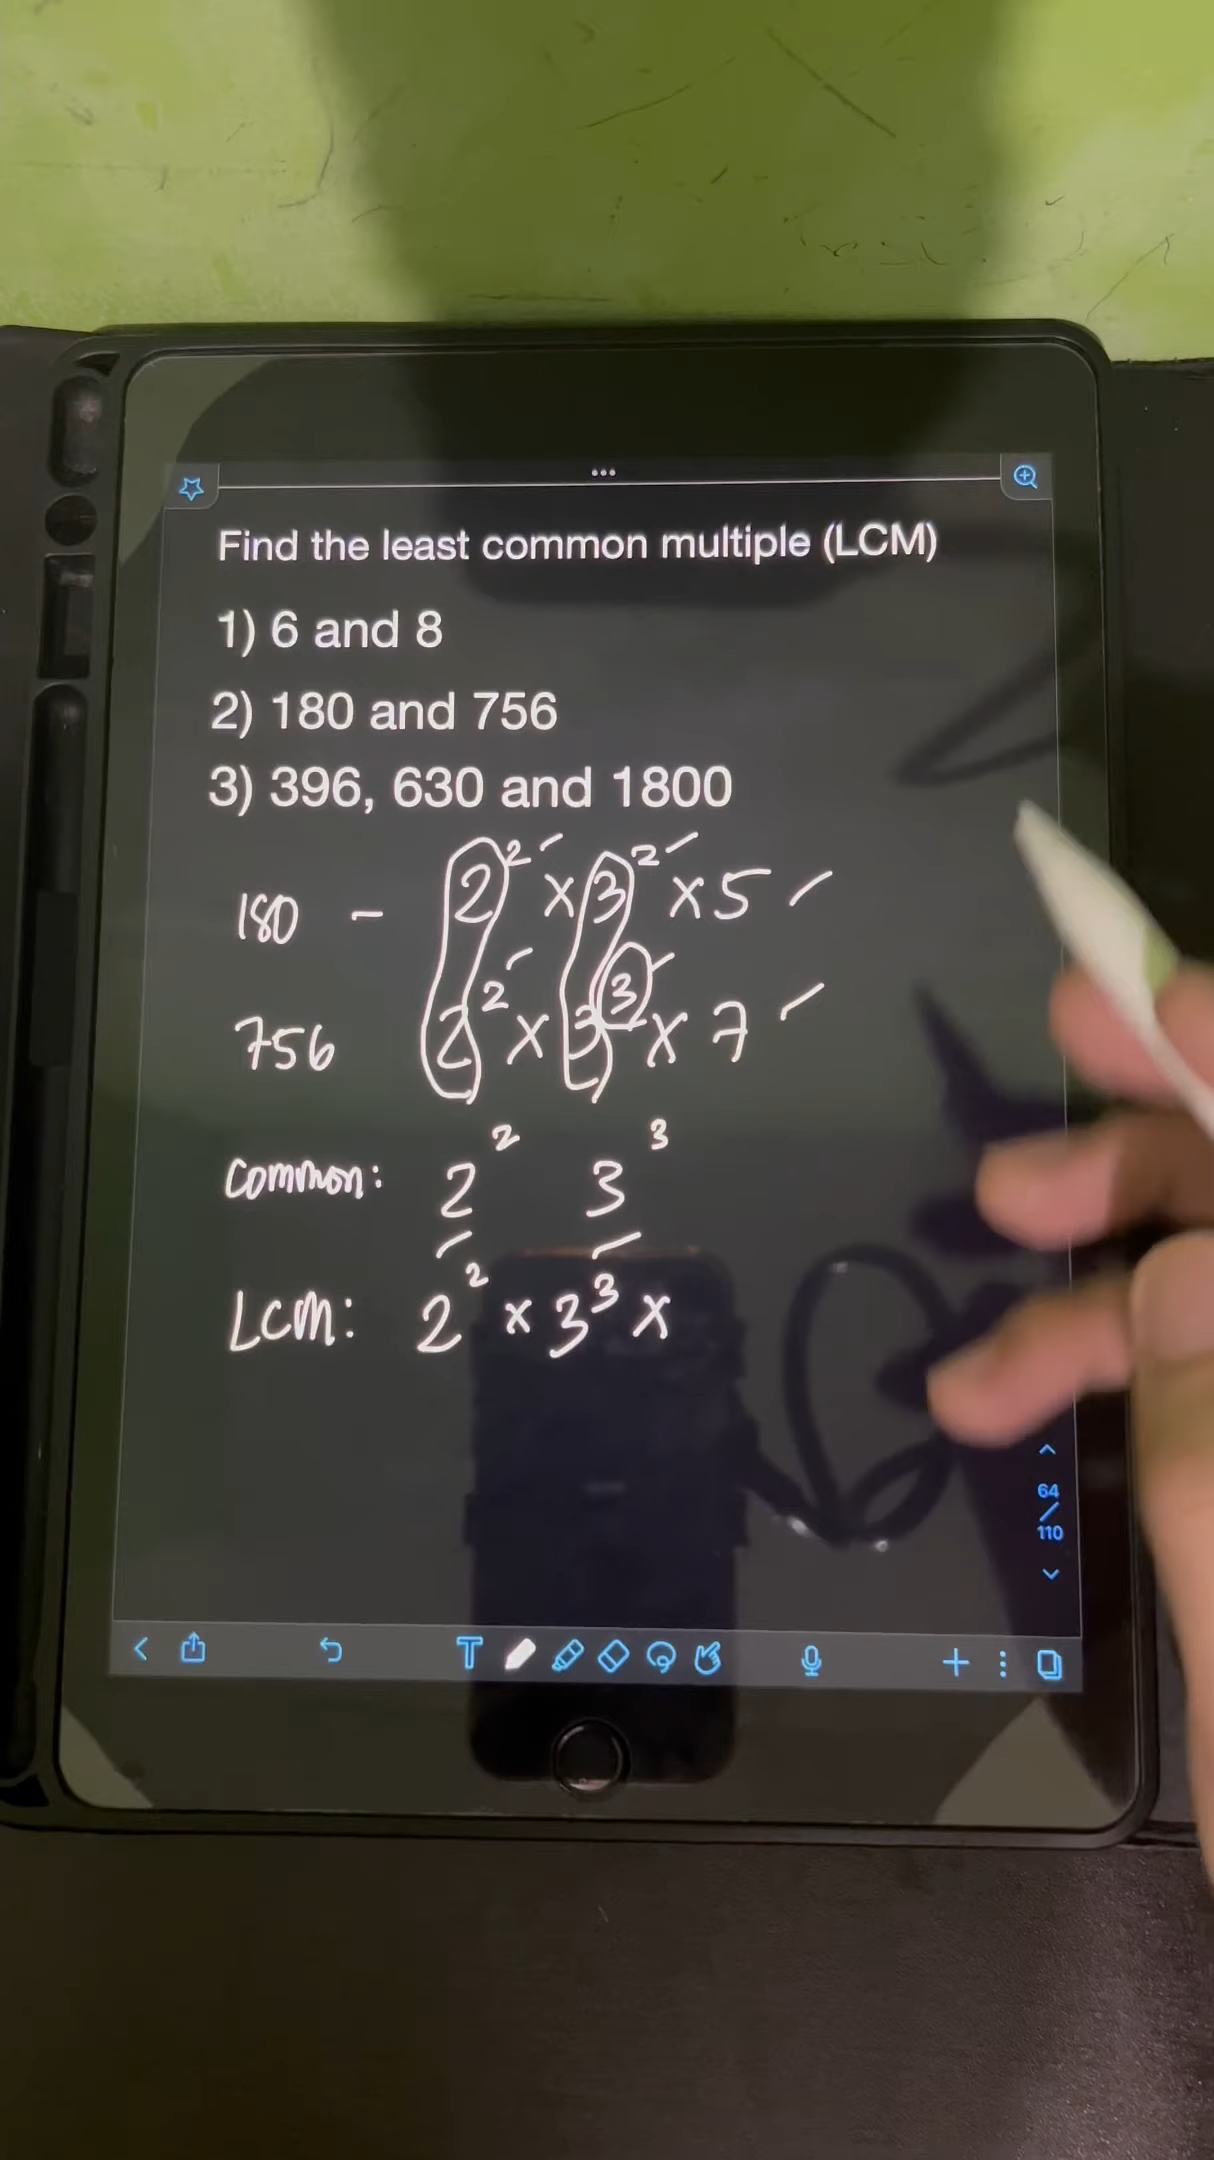 Find the least common multiple (LCM)
1) 6 and 8
2) 180 and 756
3) 396, 630 and 1800
180 - 2² × 3² × 5
756 2² × 3³ × 7
Common: 2² 3³
LCM: 2² × 3³ ×
64
/
110
T